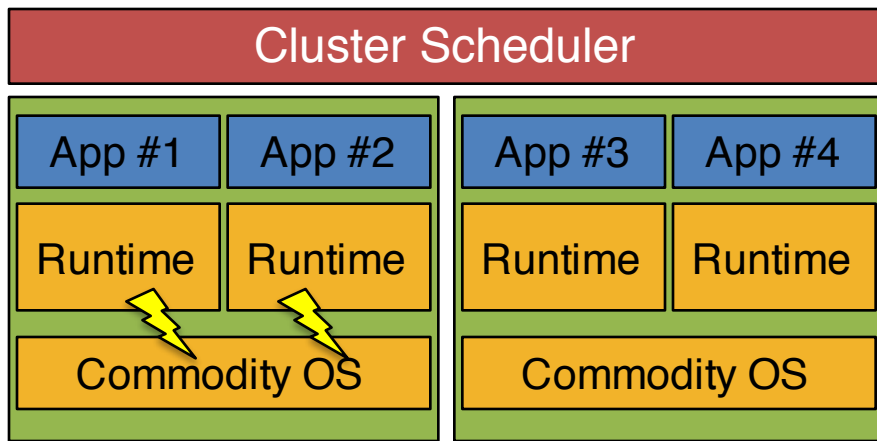 Cluster Scheduler
App #1 App #2 App #3 App #4
Runtime Runtime Runtime Runtime
Commodity OS Commodity OS